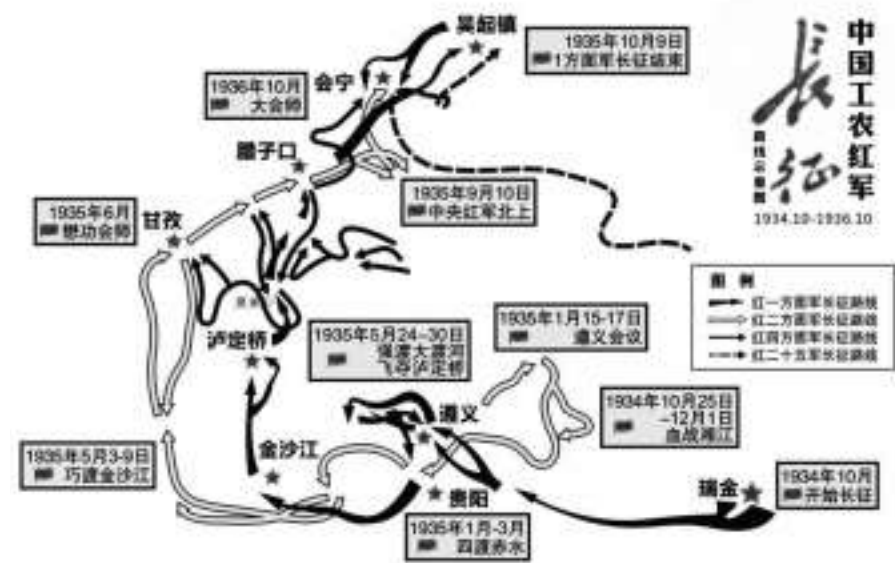 中国工农红军
长征
路线示意图
1934.10-1936.10
吴起镇
1935年10月9日
1方面军长征结束
会宁
1936年10月
大会师
腊子口
1935年9月10日
中央红军北上
1935年6月
懋功会师
甘孜
图 例
红一方面军长征路线
红二方面军长征路线
红四方面军长征路线
红二十五军长征路线
泸定桥
1935年5月24-30日
强渡大渡河
飞夺泸定桥
1935年1月15-17日
遵义会议
1934年10月25日
-12月1日
血战湘江
遵义
金沙江
1935年5月3-9日
巧渡金沙江
贵阳
1935年1月-3月
四渡赤水
瑞金
1934年10月
开始长征